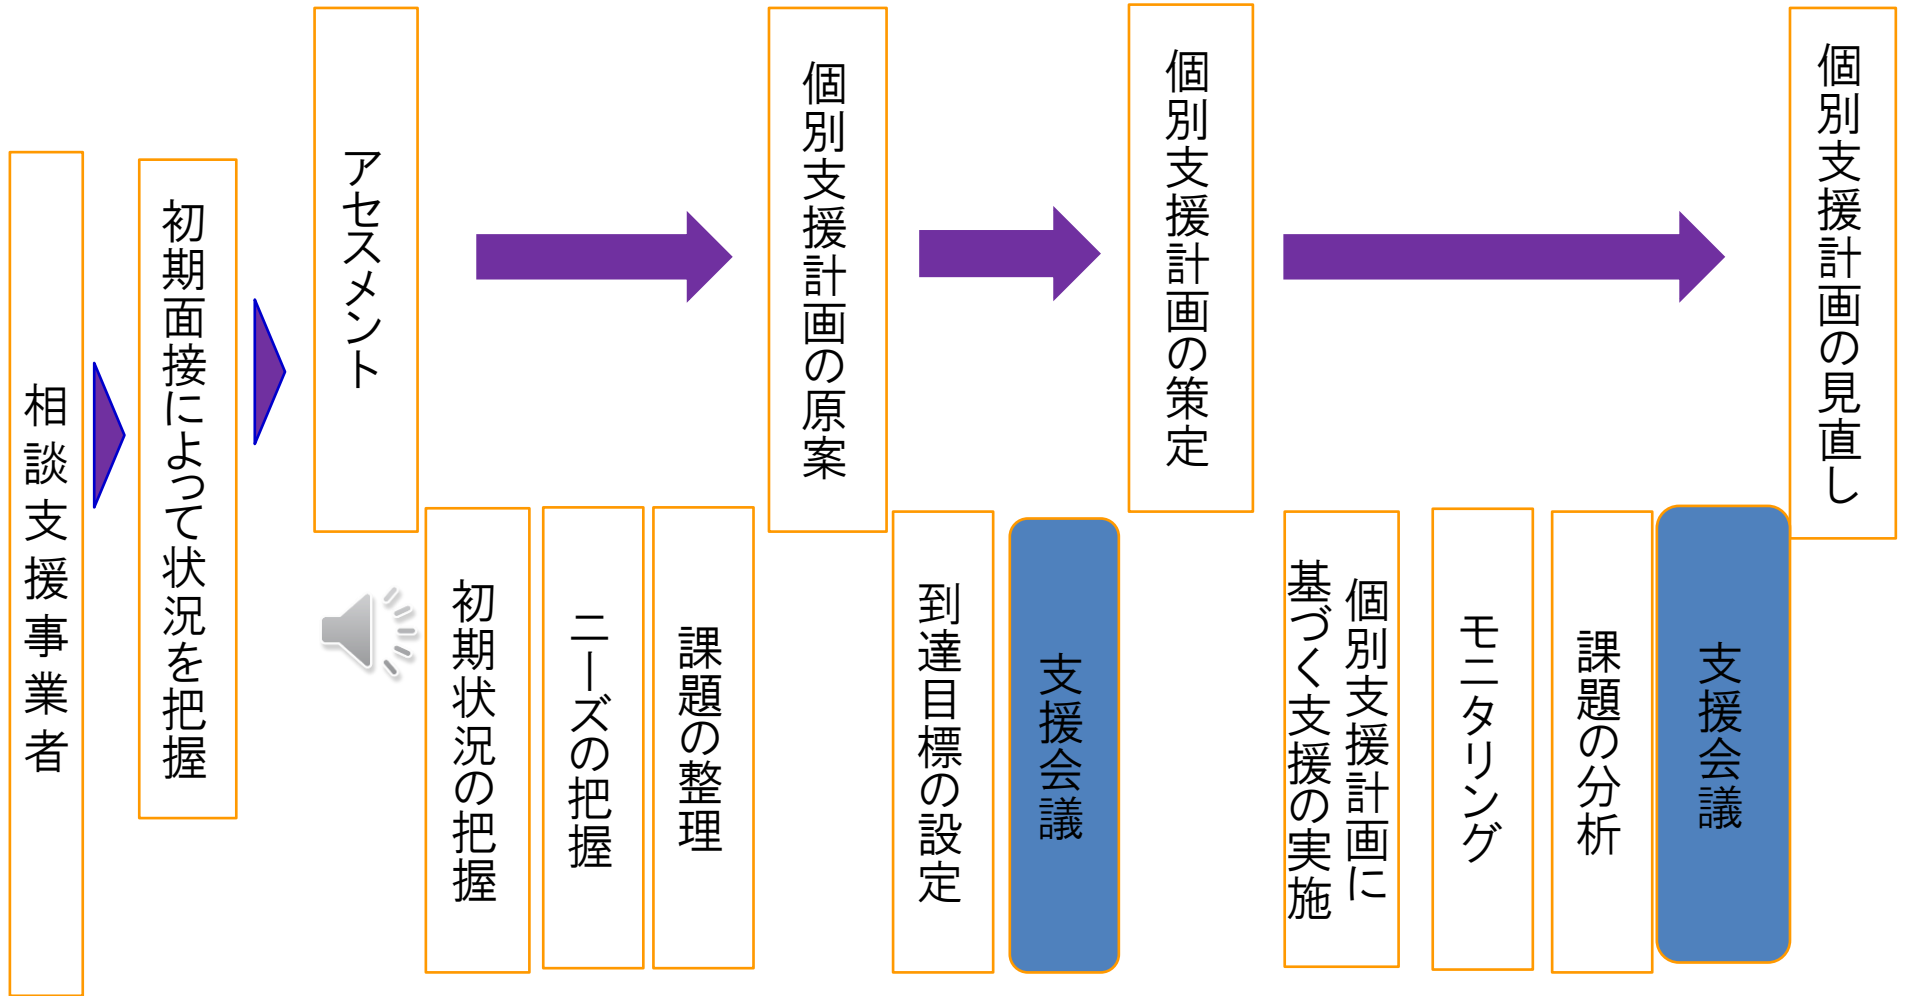 相談支援事業者
初期面接によって状況を把握
アセスメント
初期状況の把握
ニーズの把握
課題の整理
個別支援計画の原案
到達目標の設定
支援会議
個別支援計画の策定
個別支援計画に
基づく支援の実施
モニタリング
課題の分析
支援会議
個別支援計画の見直し